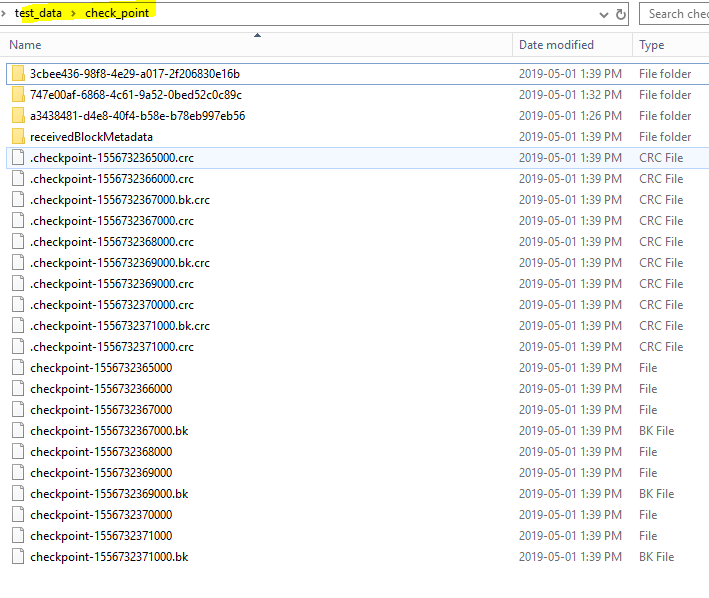 test_data > check_point Search chec
Name Date modified Type
3cbee436-98f8-4e29-a017-2f206830e16b 2019-05-01 1:39 PM File folder
747e00af-6868-4c61-9a52-0bed52c0c89c 2019-05-01 1:32 PM File folder
a3438481-d4e8-40f4-b58e-b78eb997eb56 2019-05-01 1:26 PM File folder
receivedBlockMetadata 2019-05-01 1:39 PM File folder
.checkpoint-1556732365000.crc 2019-05-01 1:39 PM CRC File
.checkpoint-1556732366000.crc 2019-05-01 1:39 PM CRC File
.checkpoint-1556732367000.bk.crc 2019-05-01 1:39 PM CRC File
.checkpoint-1556732367000.crc 2019-05-01 1:39 PM CRC File
.checkpoint-1556732368000.crc 2019-05-01 1:39 PM CRC File
.checkpoint-1556732369000.bk.crc 2019-05-01 1:39 PM CRC File
.checkpoint-1556732369000.crc 2019-05-01 1:39 PM CRC File
.checkpoint-1556732370000.crc 2019-05-01 1:39 PM CRC File
.checkpoint-1556732371000.bk.crc 2019-05-01 1:39 PM CRC File
.checkpoint-1556732371000.crc 2019-05-01 1:39 PM CRC File
checkpoint-1556732365000 2019-05-01 1:39 PM File
checkpoint-1556732366000 2019-05-01 1:39 PM File
checkpoint-1556732367000 2019-05-01 1:39 PM File
checkpoint-1556732367000.bk 2019-05-01 1:39 PM BK File
checkpoint-1556732368000 2019-05-01 1:39 PM File
checkpoint-1556732369000 2019-05-01 1:39 PM File
checkpoint-1556732369000.bk 2019-05-01 1:39 PM BK File
checkpoint-1556732370000 2019-05-01 1:39 PM File
checkpoint-1556732371000 2019-05-01 1:39 PM File
checkpoint-1556732371000.bk 2019-05-01 1:39 PM BK File